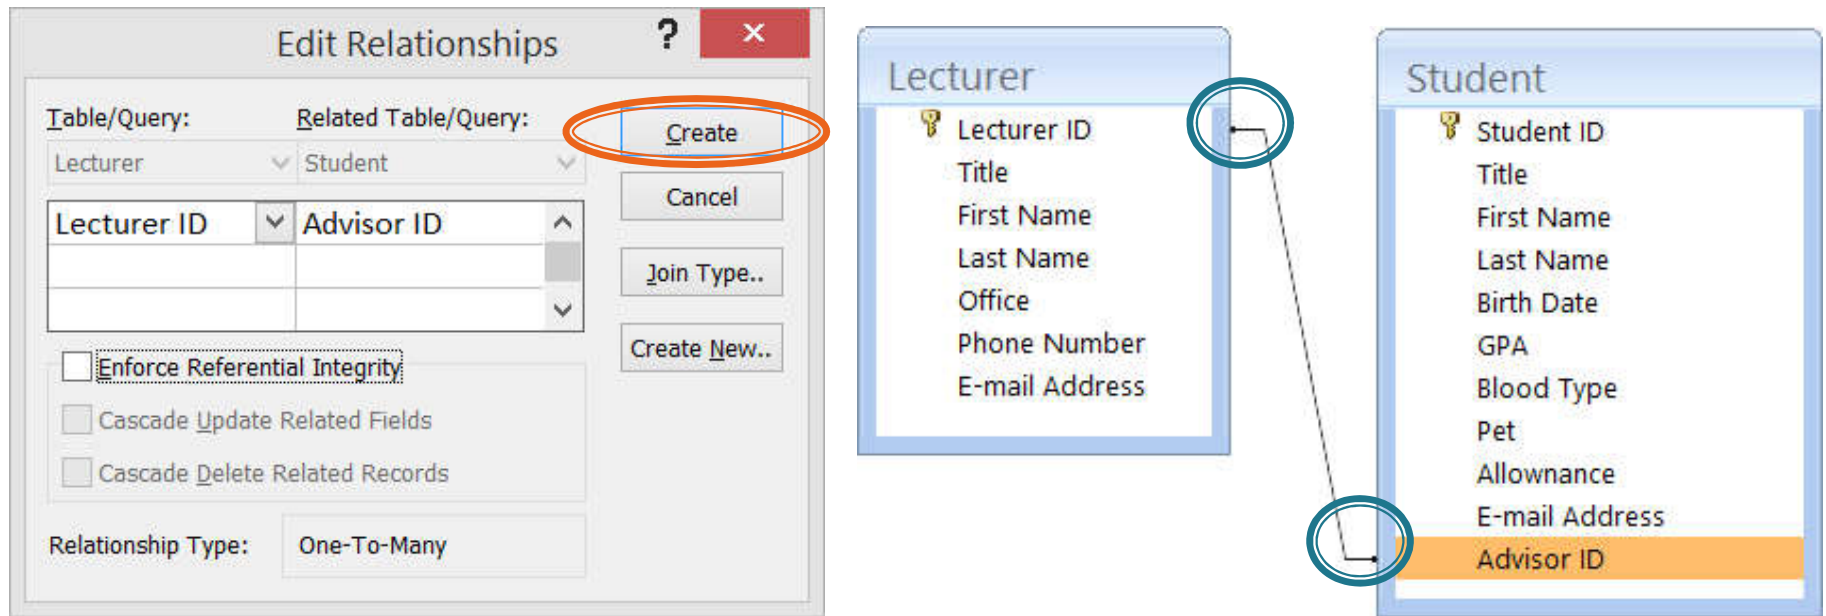 Edit Relationships ? ×
Table/Query: Related Table/Query:
Lecturer Student
Lecturer ID Advisor ID
Create
Cancel
Join Type..
Create New..
Enforce Referential Integrity
Cascade Update Related Fields
Cascade Delete Related Records
Relationship Type: One-To-Many
Lecturer
Lecturer ID
Title
First Name
Last Name
Office
Phone Number
E-mail Address
Student
Student ID
Title
First Name
Last Name
Birth Date
GPA
Blood Type
Pet
Allownance
E-mail Address
Advisor ID